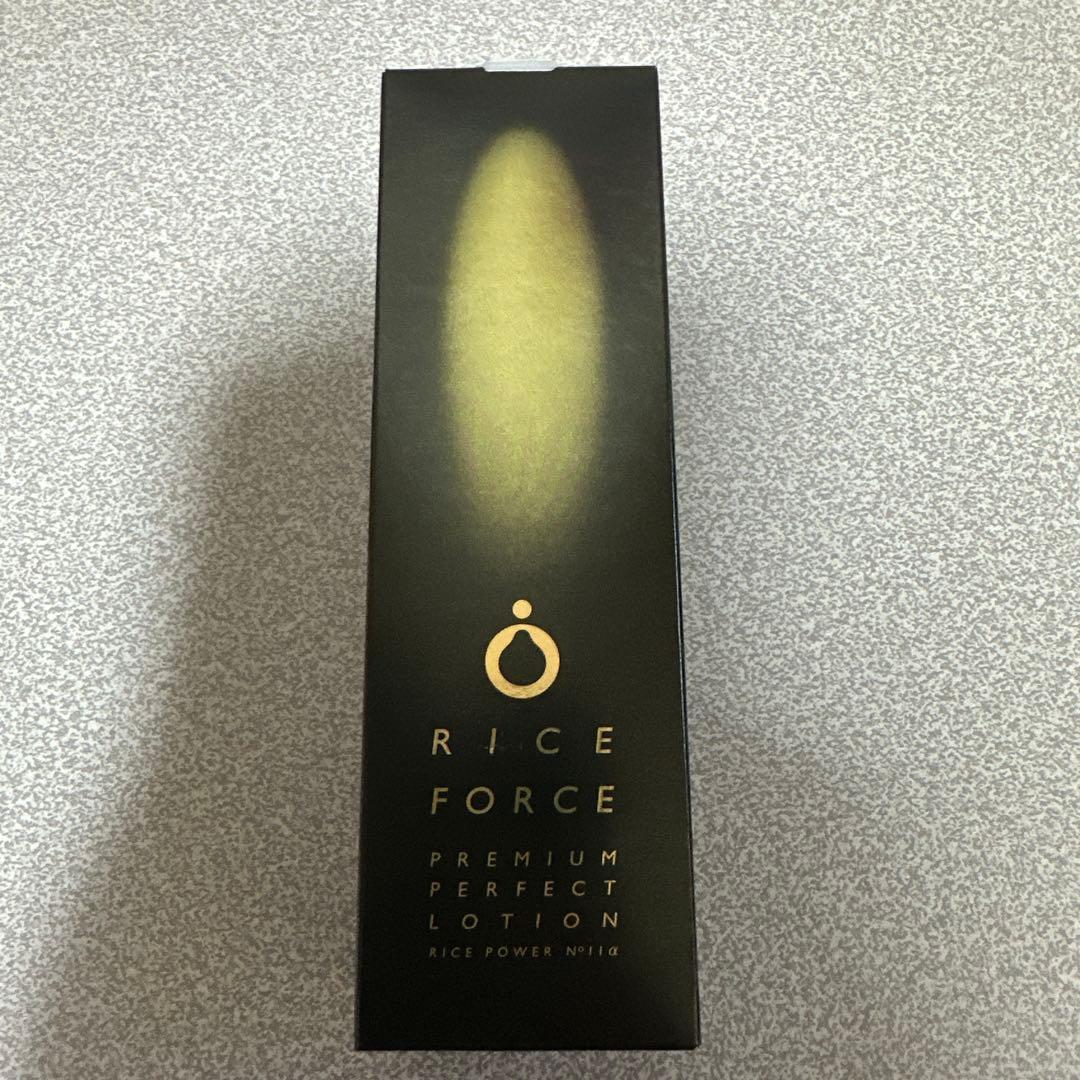 RICE
FORCE
PREMIUM
PERFECT
LOTION
RICE POWER Nº11α